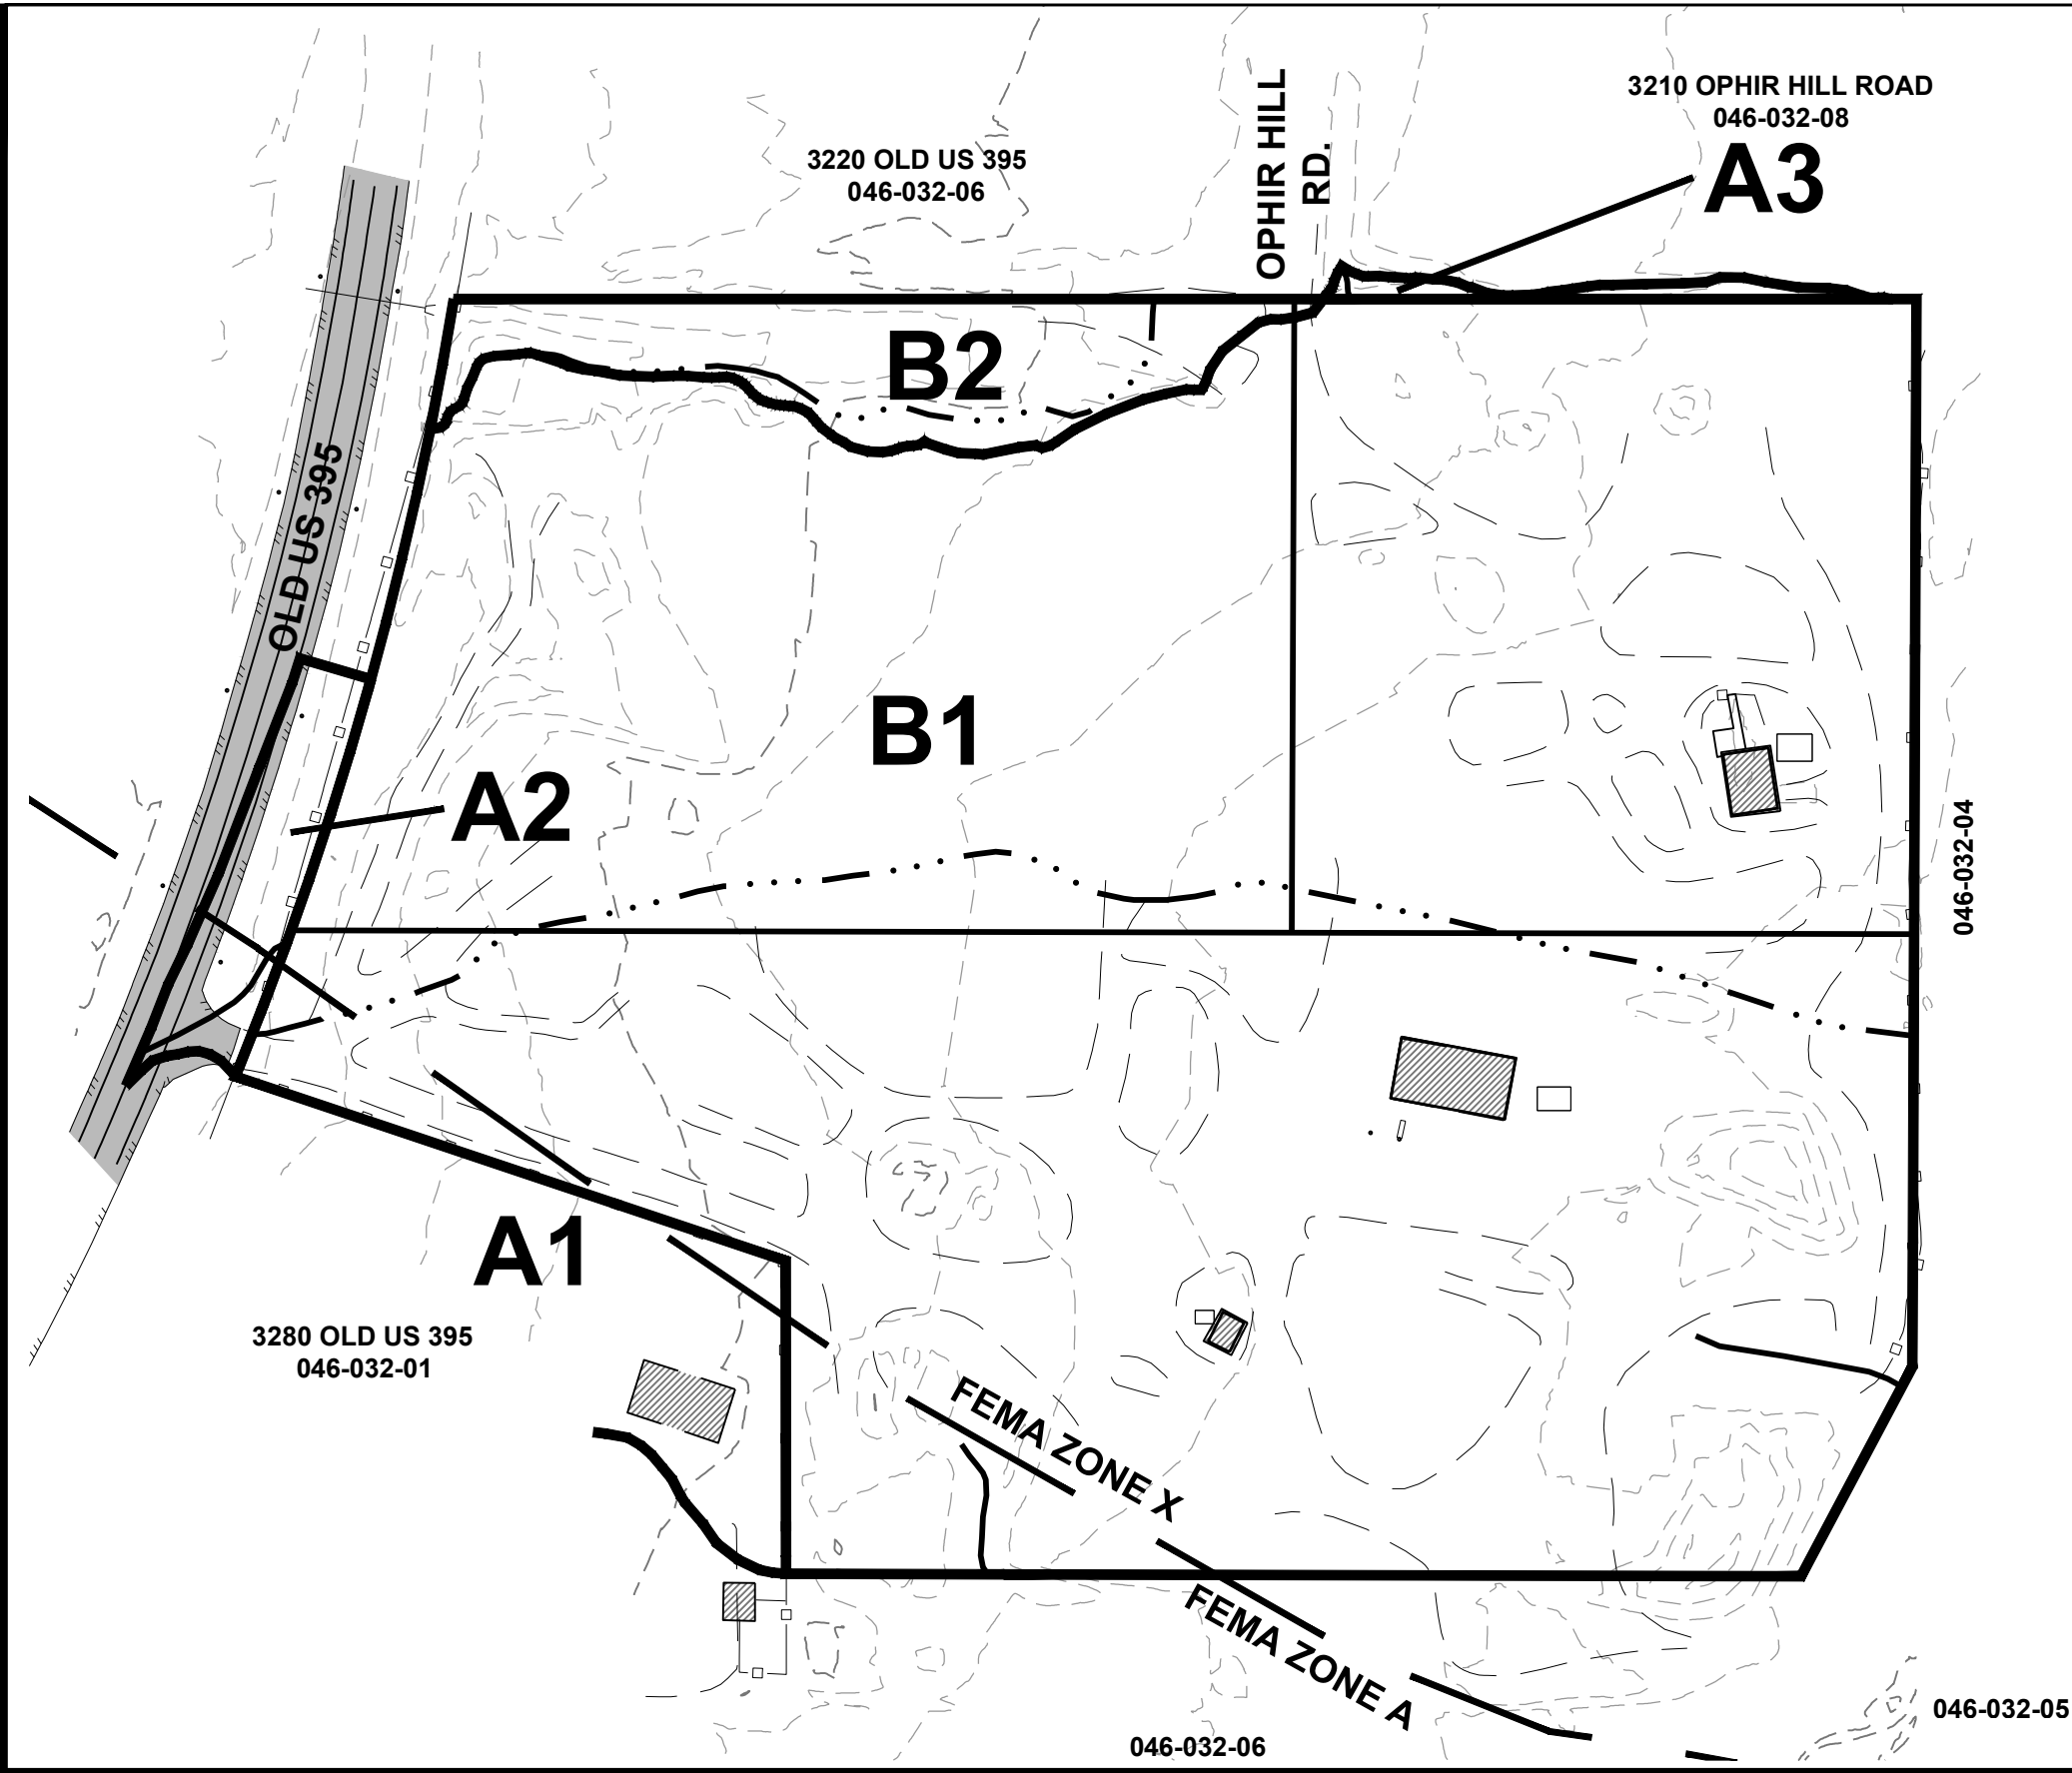 3210 OPHIR HILL ROAD
046-032-08
A3
OPHIR HILL
RD.
3220 OLD US 395
046-032-06
B2
OLD US 395
B1
A2
046-032-04
A1
3280 OLD US 395
046-032-01
FEMA ZONE X
FEMA ZONE A
046-032-05
046-032-06